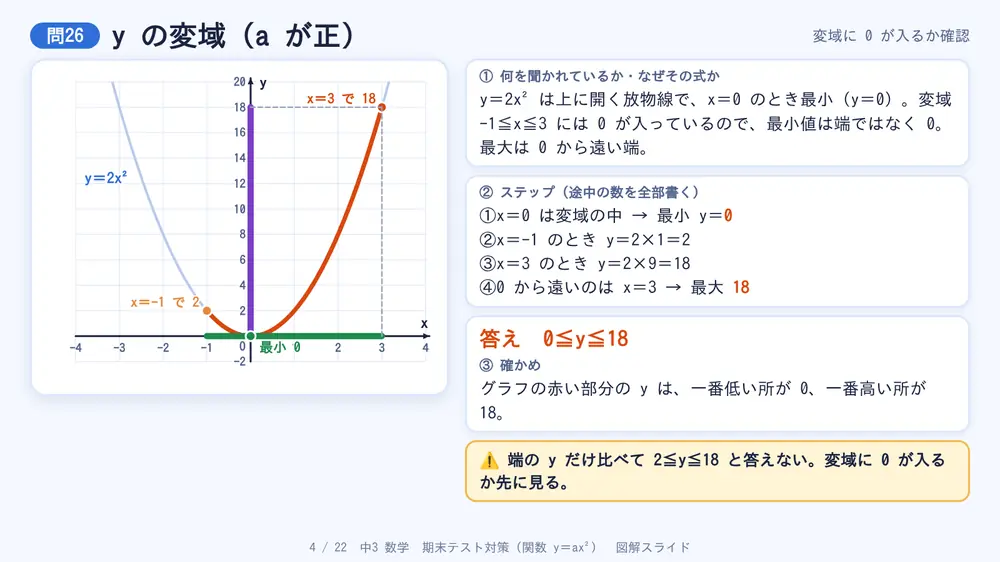 問26 y の変域（a が正）
変域に 0 が入るか確認
20 y
x＝3 で 18
18
16
14
y＝2x²
12
10
8
6
4
x＝-1 で 2
2
x
-4 -3 -2 -1 0 最小 0 2 3 4
-2
① 何を聞かれているか・なぜその式か
y＝2x² は上に開く放物線で、x＝0 のとき最小（y＝0）。変域
-1≦x≦3 には 0 が入っているので、最小値は端ではなく 0。
最大は 0 から遠い端。
② ステップ（途中の数を全部書く）
①x＝0 は変域の中 → 最小 y＝0
②x＝-1 のとき y＝2×1＝2
③x＝3 のとき y＝2×9＝18
④0 から遠いのは x＝3 → 最大 18
答え 0≦y≦18
③ 確かめ
グラフの赤い部分の y は、一番低い所が 0、一番高い所が
18。
⚠️ 端の y だけ比べて 2≦y≦18 と答えない。変域に 0 が入る
か先に見る。
4 / 22 中3 数学 期末テスト対策（関数 y＝ax²） 図解スライド